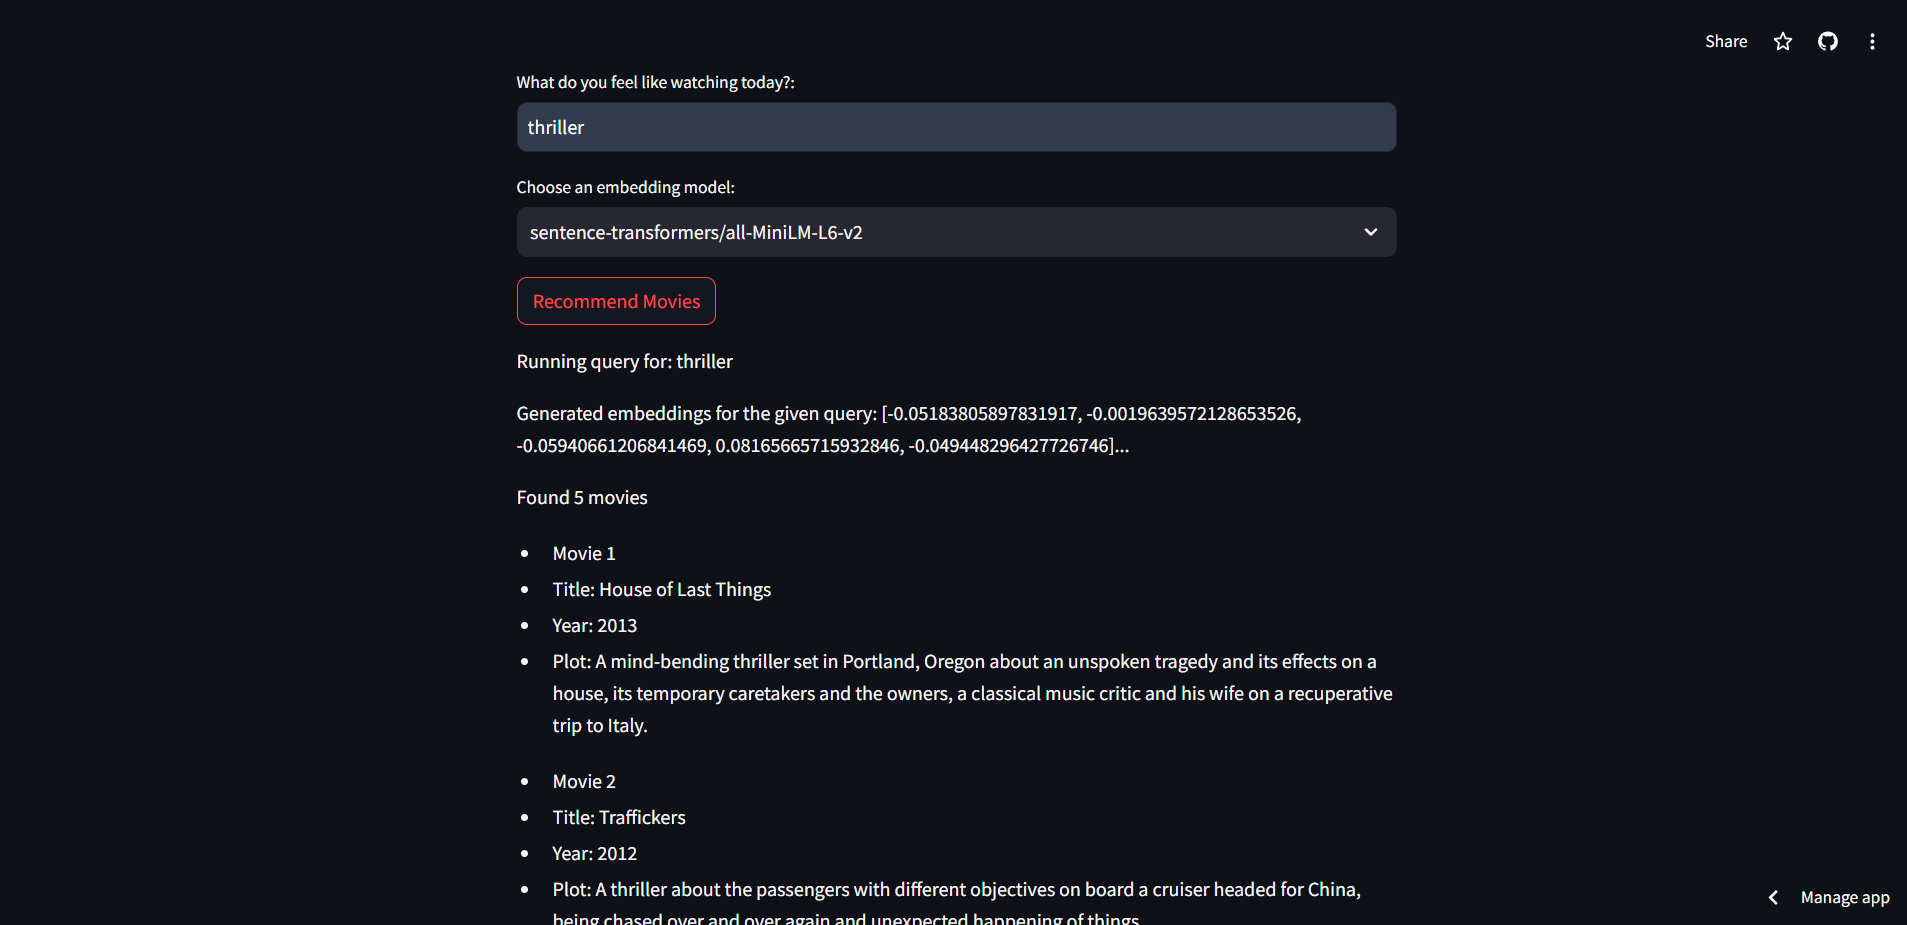 Share
What do you feel like watching today?:
thriller
Choose an embedding model:
sentence-transformers/all-MiniLM-L6-v2
Recommend Movies
Running query for: thriller
Generated embeddings for the given query: [-0.05183805897831917, -0.0019639572128653526,
-0.05940661206841469, 0.08165665715932846, -0.049448296427726746]...
Found 5 movies
• Movie 1
• Title: House of Last Things
• Year: 2013
• Plot: A mind-bending thriller set in Portland, Oregon about an unspoken tragedy and its effects on a
house, its temporary caretakers and the owners, a classical music critic and his wife on a recuperative
trip to Italy.
• Movie 2
• Title: Traffickers
• Year: 2012
• Plot: A thriller about the passengers with different objectives on board a cruiser headed for China,
being chased over and over again and unexpected happening of things.
Manage app